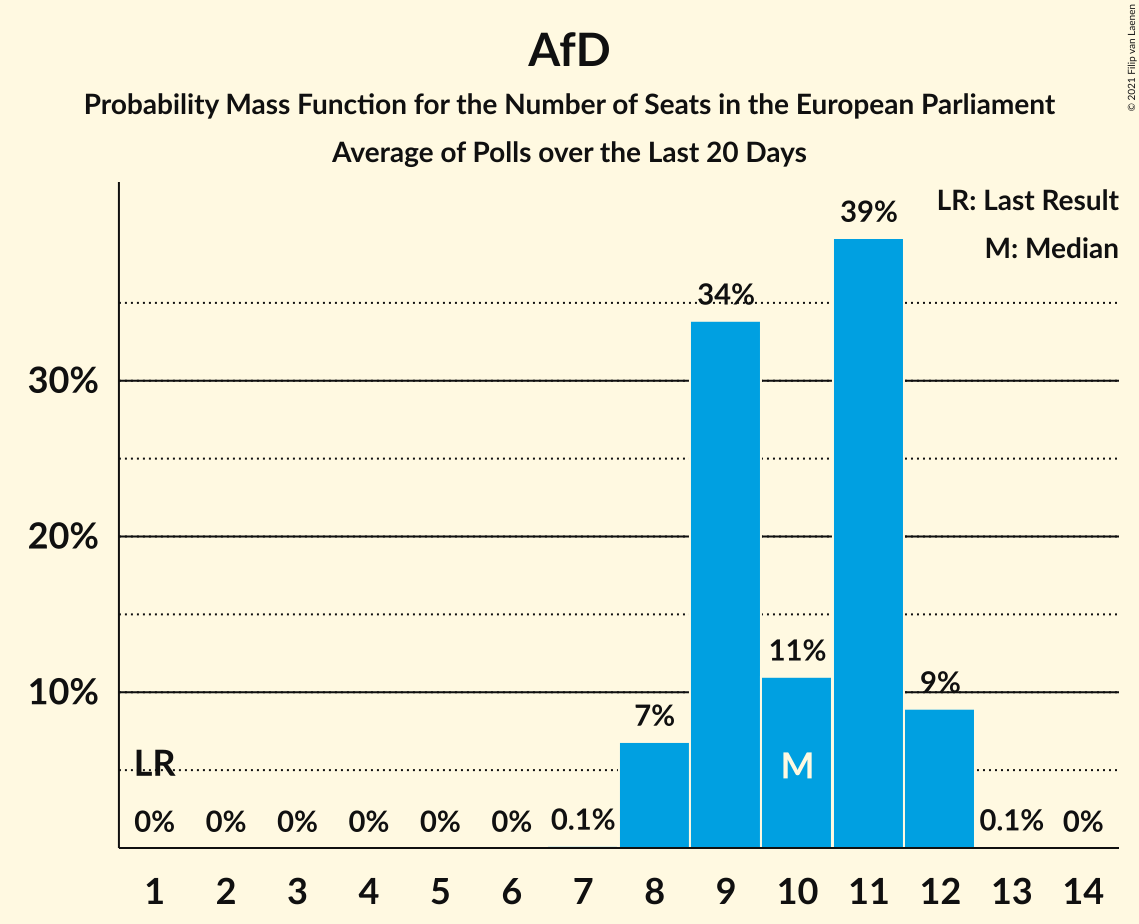 AfD
Probability Mass Function for the Number of Seats in the European Parliament
Average of Polls over the Last 20 Days
© 2021 Filip van Laenen
LR: Last Result
M: Median
39%
34%
30%
20%
11%
9%
10%
7%
M
LR
0% 0% 0% 0% 0% 0% 0.1% 0.1% 0%
1 2 3 4 5 6 7 8 9 10 11 12 13 14